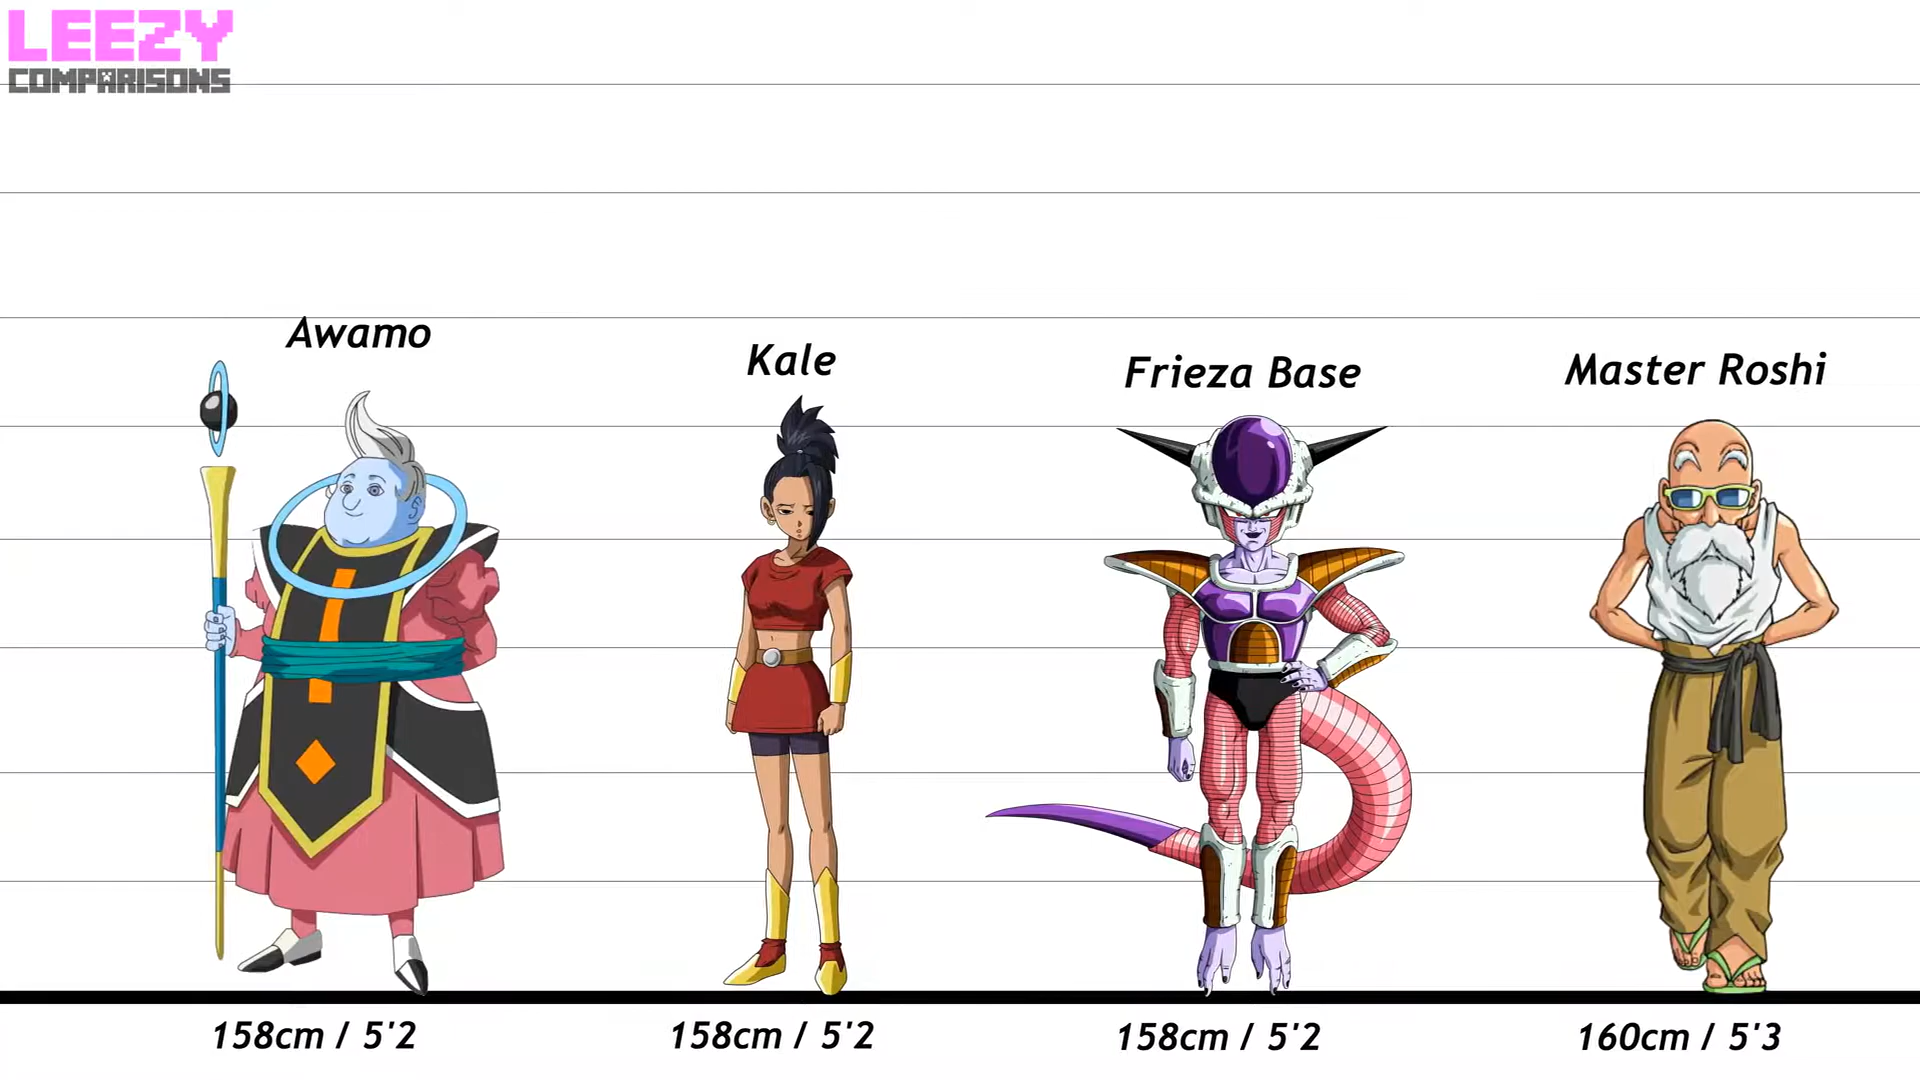 LEEZY
COMPARISONS
Awamo
Kale
Frieza Base
Master Roshi
158cm / 5'2
158cm / 5'2
158cm / 5'2
160cm / 5'3